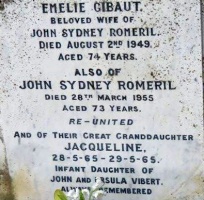 EMELIE GIBAUT.
BELOVED WIFE OF
JOHN SYDNEY ROMERIL.
DIED AUGUST 2ND 1949.
AGED 74 YEARS.
ALSO OF
JOHN SYDNEY ROMERIL
DIED 28TH MARCH 1955
AGED 73 YEARS.
RE-UNITED
AND OF THEIR GREAT GRANDDAUGHTER
JACQUELINE,
28-5-65-29-5-65.
INFANT DAUGHTER OF
JOHN AND URSULA VIBERT.
ALWAYS REMEMBERED